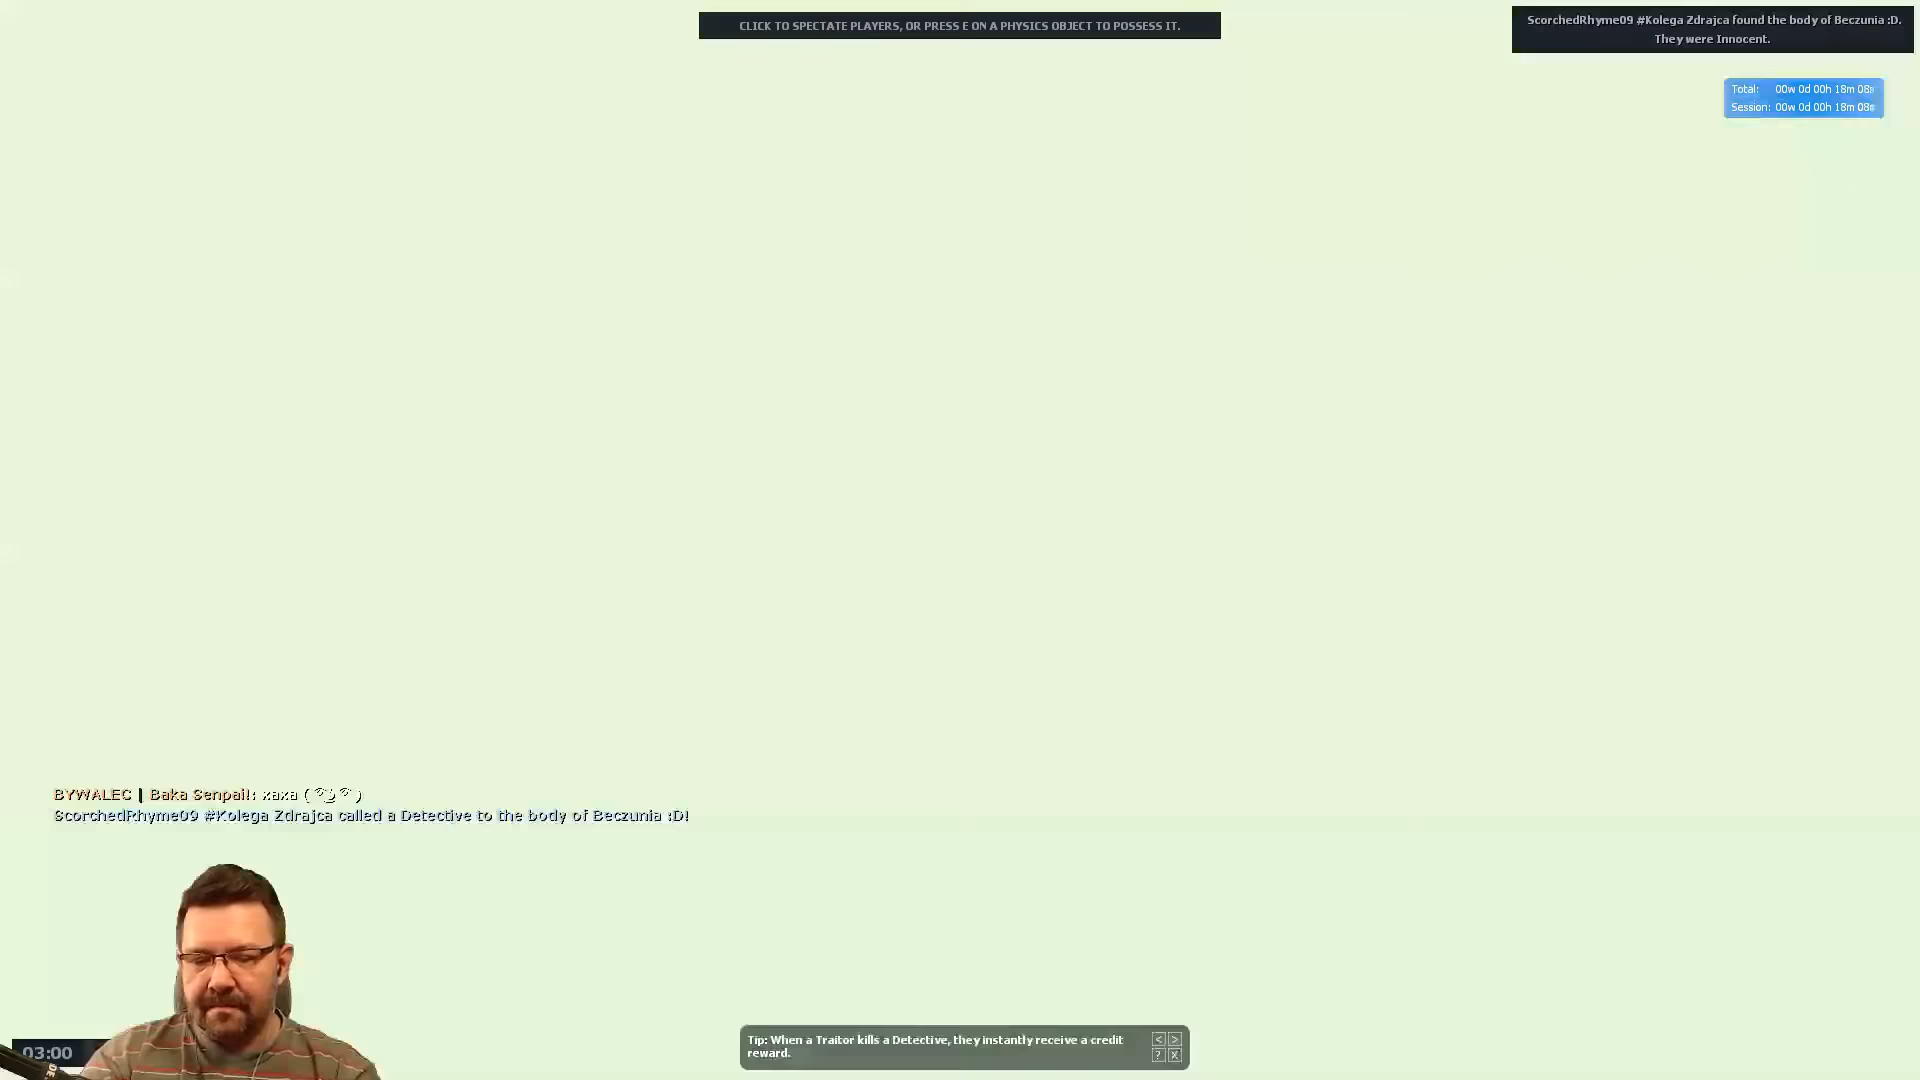 CLICK TO SPECTATE PLAYERS, OR PRESS E ON A PHYSICS OBJECT TO POSSESS IT.
ScorchedRhyme09 #Kolega Zdrajca found the body of Beczunia :D.
They were Innocent.
Total: 00w 0d 00h 18m 08s
Session: 00w 0d 00h 18m 08s
BYWALEC | Baka Senpai!: xaxa ( ͡° ͜ʖ ͡° )
ScorchedRhyme09 #Kolega Zdrajca called a Detective to the body of Beczunia :D!
03:00
Tip: When a Traitor kills a Detective, they instantly receive a credit
reward.
< >
? X